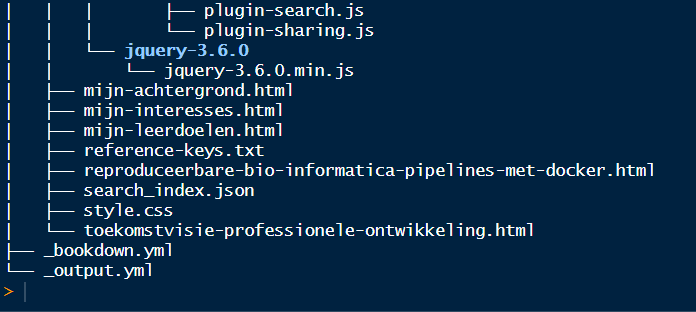 │   │   │       ├── plugin-search.js
│   │   │       └── plugin-sharing.js
│   │   └── jquery-3.6.0
│   │       └── jquery-3.6.0.min.js
│   ├── mijn-achtergrond.html
│   ├── mijn-interesses.html
│   ├── mijn-leerdoelen.html
│   ├── reference-keys.txt
│   ├── reproduceerbare-bio-informatica-pipelines-met-docker.html
│   ├── search_index.json
│   ├── style.css
│   └── toekomstvisie-professionele-ontwikkeling.html
├── _bookdown.yml
└── _output.yml
>